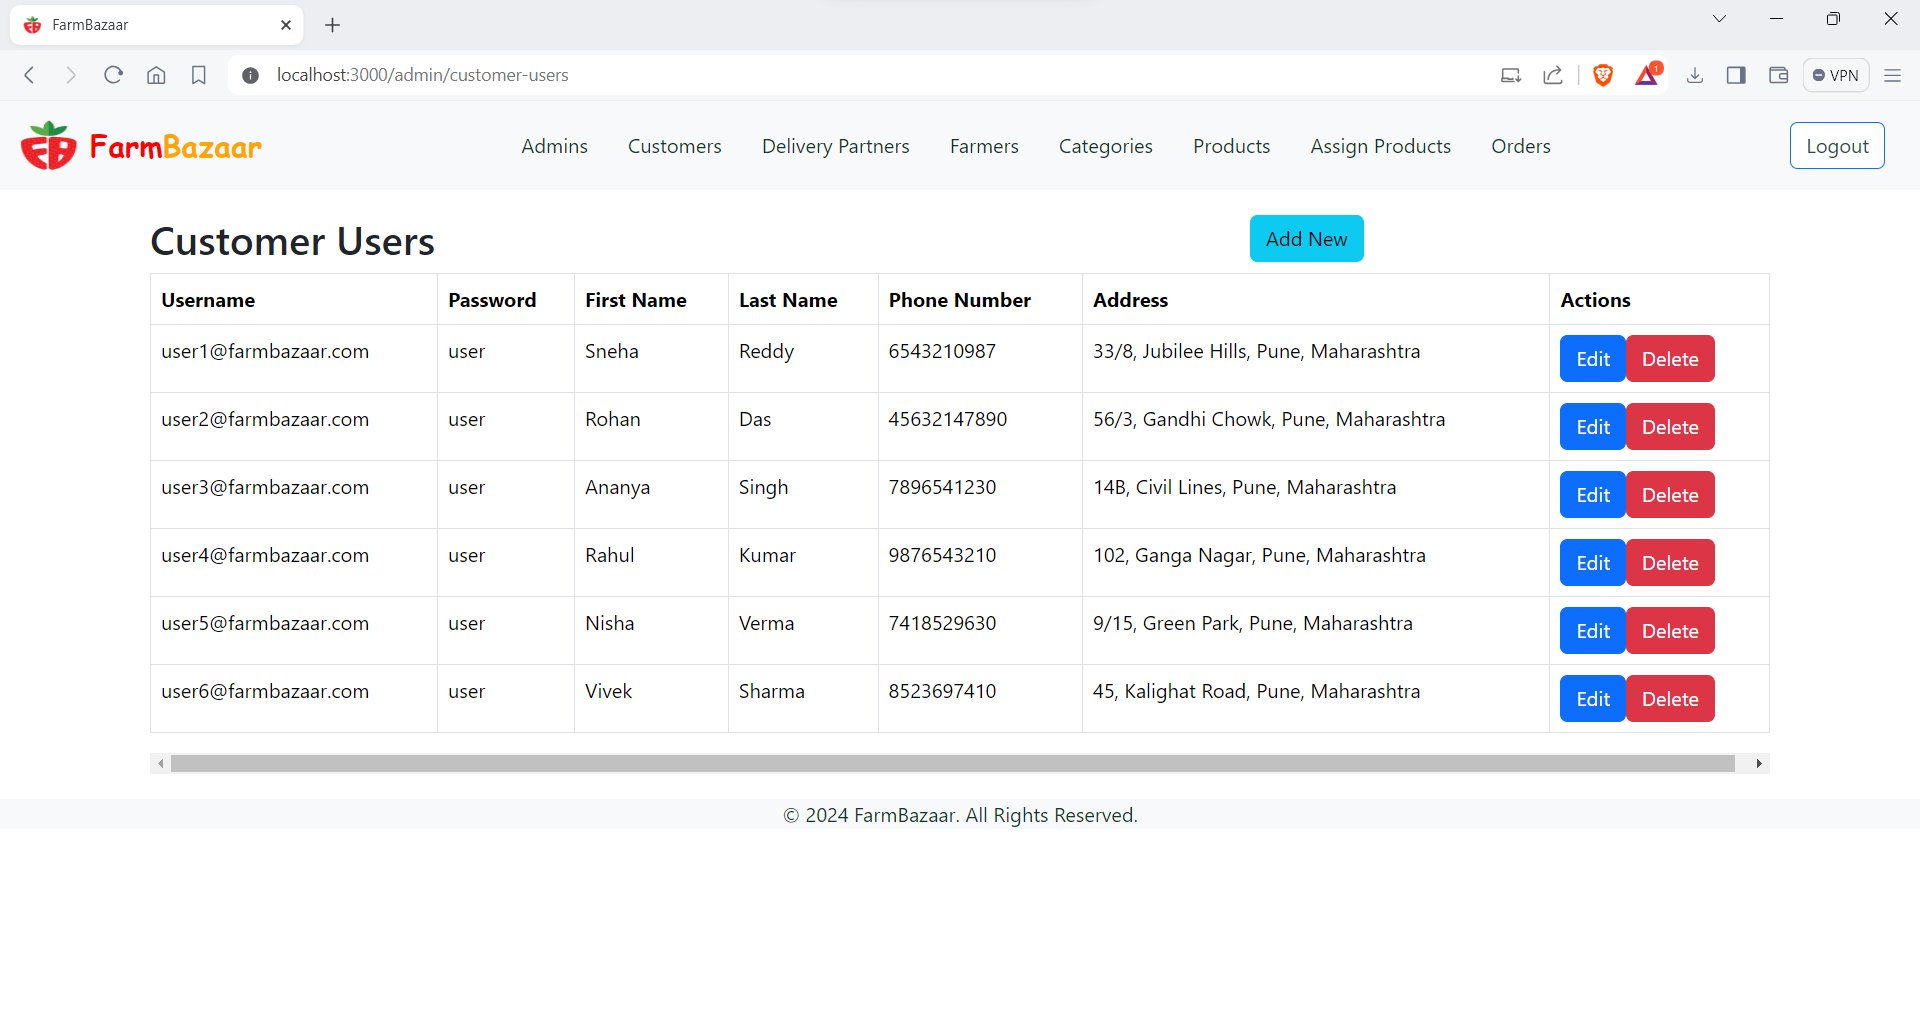 FarmBazaar
localhost:3000/admin/customer-users
1
VPN
FarmBazaar Admins Customers Delivery Partners Farmers Categories Products Assign Products Orders Logout
Customer Users Add New
Username Password First Name Last Name Phone Number Address Actions
user1@farmbazaar.com user Sneha Reddy 6543210987 33/8, Jubilee Hills, Pune, Maharashtra Edit Delete
user2@farmbazaar.com user Rohan Das 45632147890 56/3, Gandhi Chowk, Pune, Maharashtra Edit Delete
user3@farmbazaar.com user Ananya Singh 7896541230 14B, Civil Lines, Pune, Maharashtra Edit Delete
user4@farmbazaar.com user Rahul Kumar 9876543210 102, Ganga Nagar, Pune, Maharashtra Edit Delete
user5@farmbazaar.com user Nisha Verma 7418529630 9/15, Green Park, Pune, Maharashtra Edit Delete
user6@farmbazaar.com user Vivek Sharma 8523697410 45, Kalighat Road, Pune, Maharashtra Edit Delete
© 2024 FarmBazaar. All Rights Reserved.